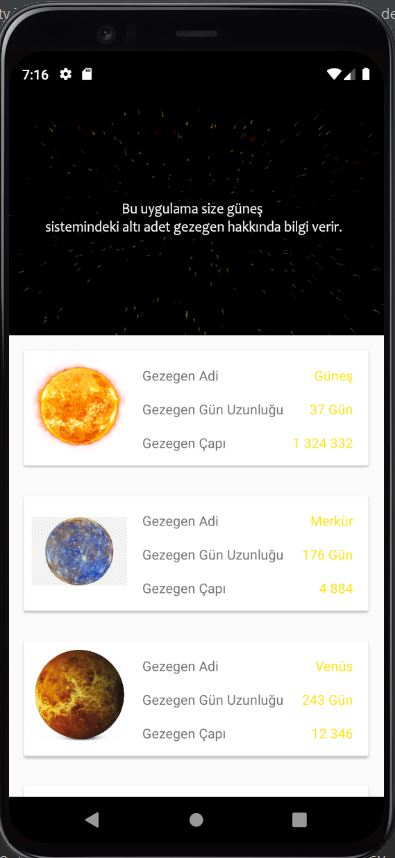 tv
de
7:16
Bu uygulama size güneş
sistemindeki altı adet gezegen hakkında bilgi verir.
Gezegen Adi Güneş
Gezegen Gün Uzunluğu 37 Gün
Gezegen Çapı 1 324 332
Gezegen Adi Merkür
Gezegen Gün Uzunluğu 176 Gün
Gezegen Çapı 4 884
Gezegen Adi Venüs
Gezegen Gün Uzunluğu 243 Gün
Gezegen Çapı 12 346